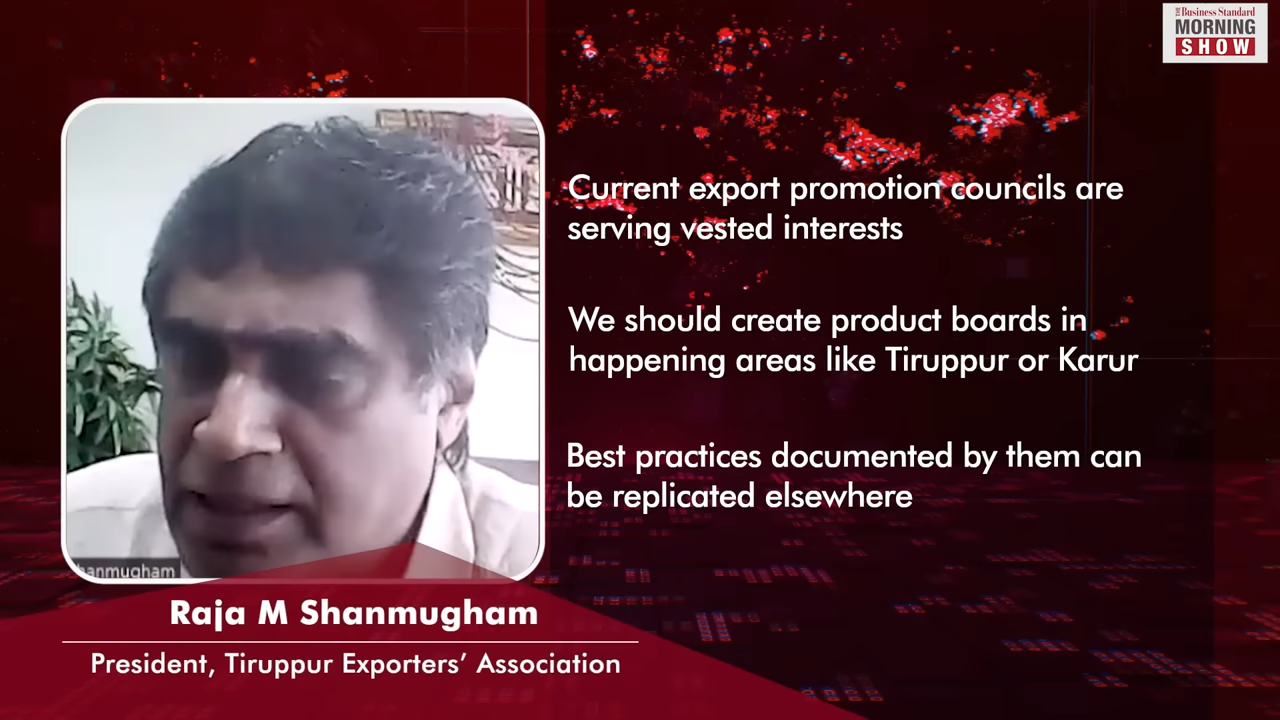 THE Business Standard
MORNING
SHOW
Current export promotion councils are
serving vested interests
We should create product boards in
happening areas like Tiruppur or Karur
Best practices documented by them can
be replicated elsewhere
hanmugham
Raja M Shanmugham
President, Tiruppur Exporters’ Association